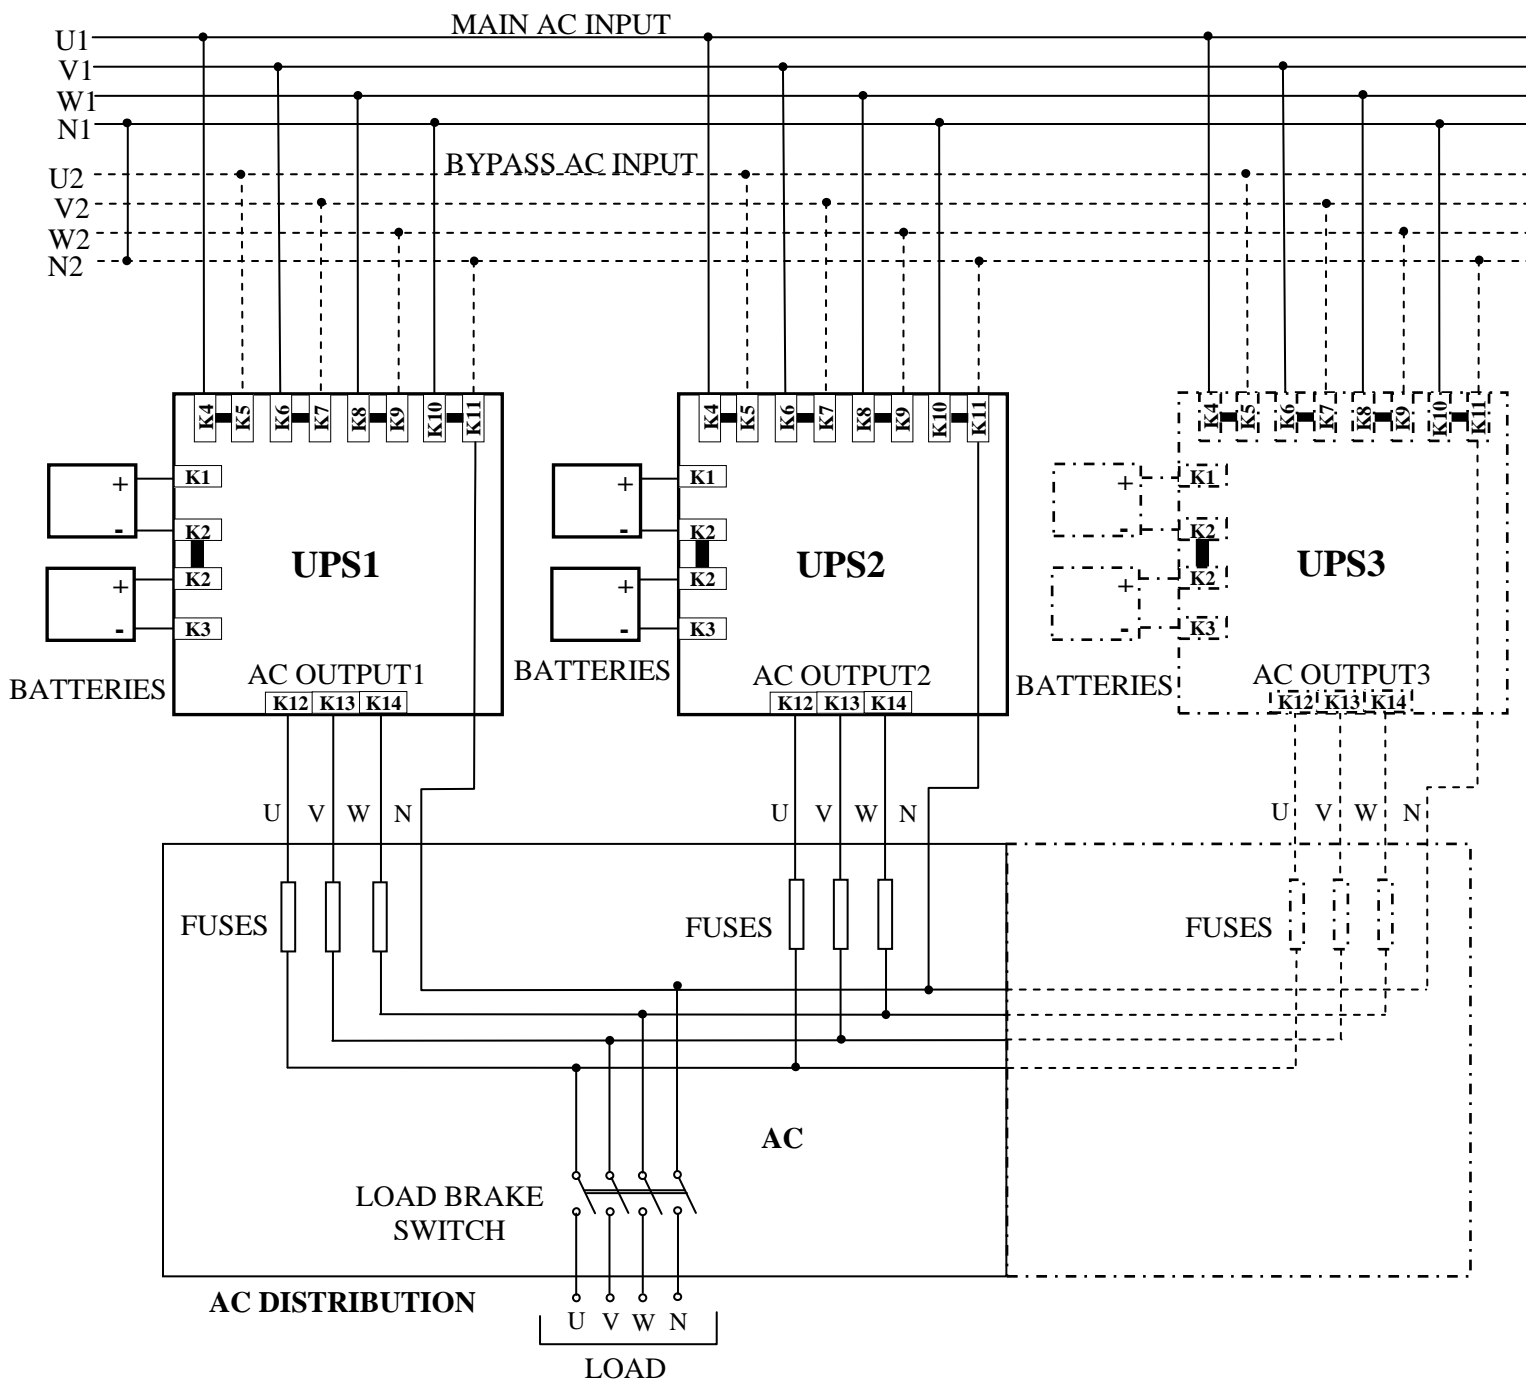 MAIN AC INPUT
U1
V1
W1
N1
BYPASS AC INPUT
U2
V2
W2
N2
K4 K5 K6 K7 K8 K9 K10 K11
K4 K5 K6 K7 K8 K9 K10 K11
K4 K5 K6 K7 K8 K9 K10 K11
+ K1
- K2
UPS1
+ K2
- K3
BATTERIES
AC OUTPUT1
K12 K13 K14
+ K1
- K2
UPS2
+ K2
- K3
BATTERIES
AC OUTPUT2
K12 K13 K14
+ K1
- K2
UPS3
+ K2
- K3
BATTERIES
AC OUTPUT3
K12 K13 K14
U V W N
U V W N
U V W N
FUSES
FUSES
FUSES
AC
LOAD BRAKE
SWITCH
AC DISTRIBUTION
U V W N
LOAD